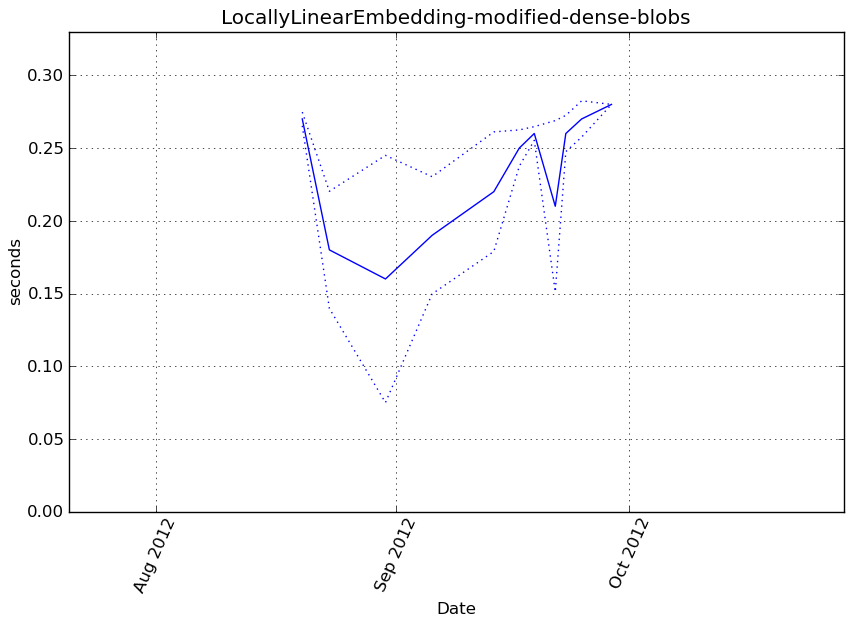 LocallyLinearEmbedding-modified-dense-blobs
0.30
0.25
0.20
0.15
0.10
0.05
0.00
seconds
Aug 2012
Sep 2012
Oct 2012
Date